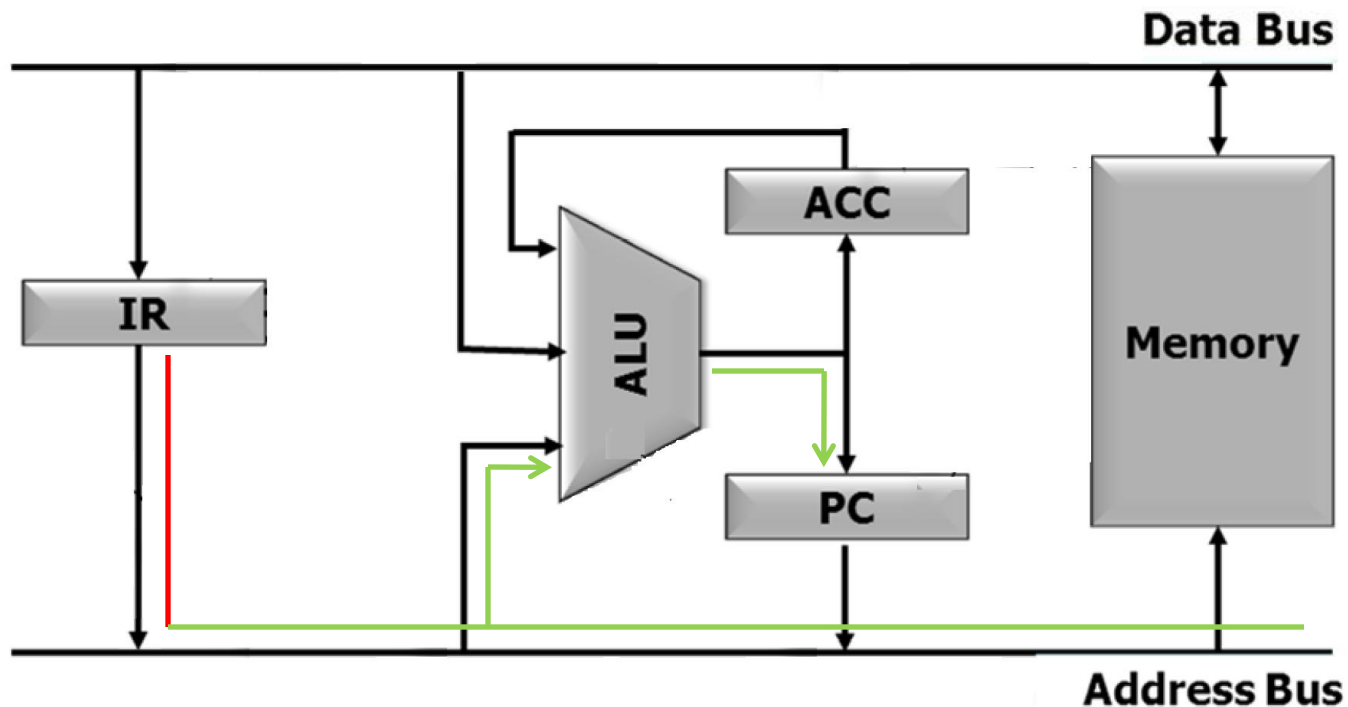 Data Bus
ACC
IR
ALU
Memory
PC
Address Bus